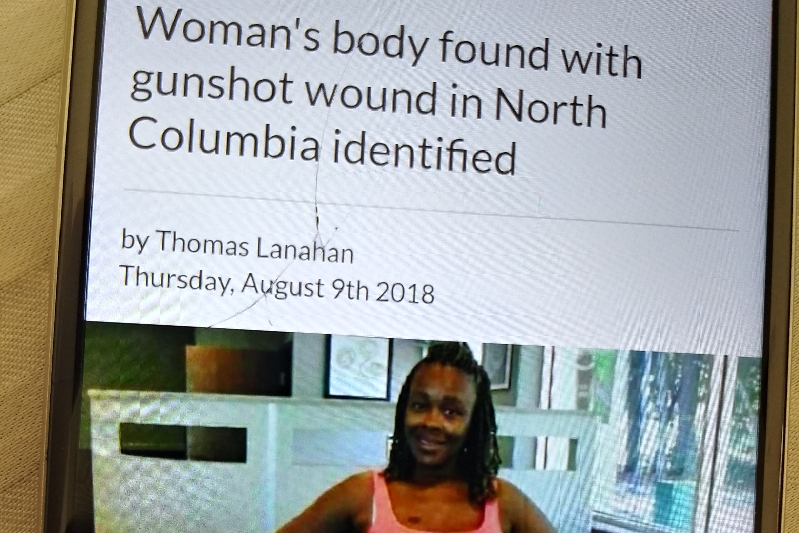 Woman's body found with
gunshot wound in North
Columbia identified
by Thomas Lanahan
Thursday, August 9th 2018